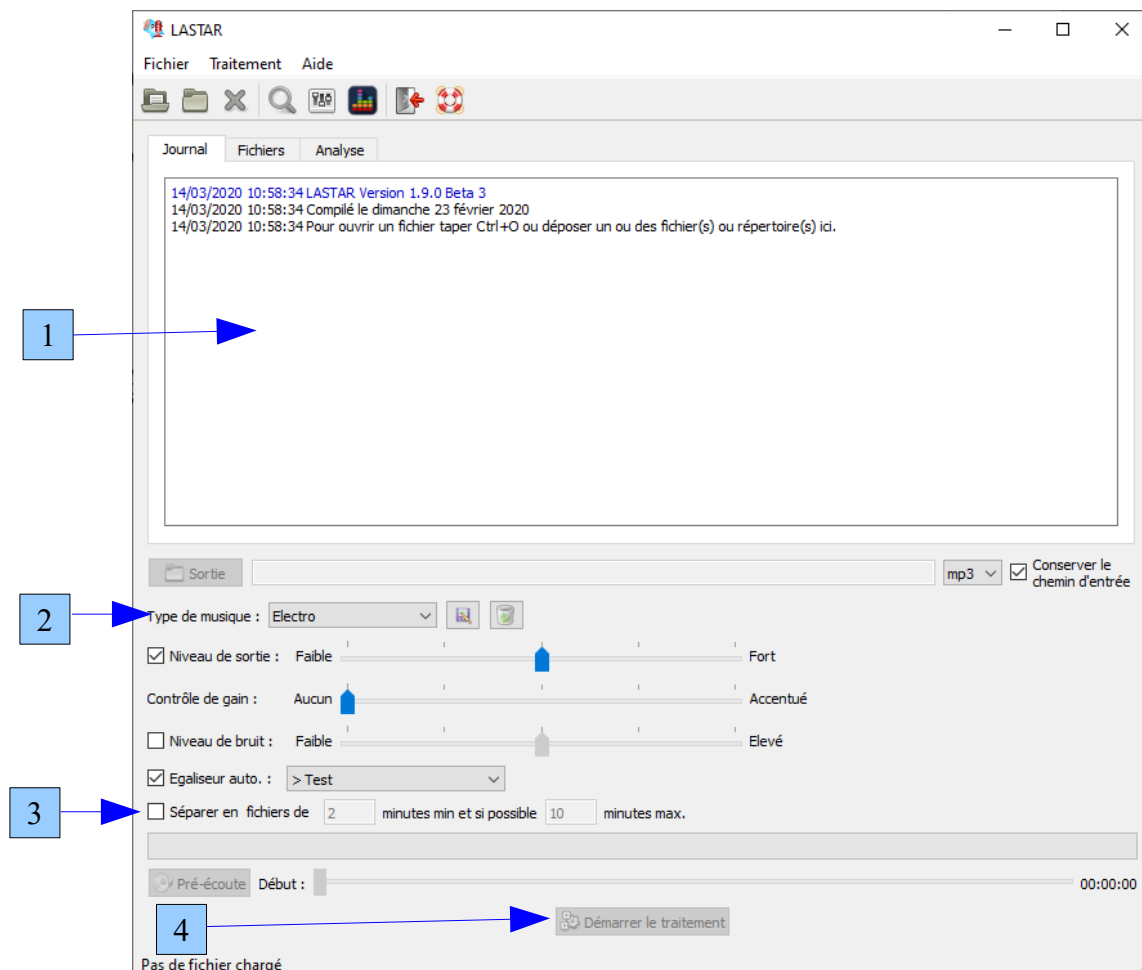 LASTAR
Fichier Traitement Aide
Journal Fichiers Analyse
14/03/2020 10:58:34 LASTAR Version 1.9.0 Beta 3
14/03/2020 10:58:34 Compilé le dimanche 23 février 2020
14/03/2020 10:58:34 Pour ouvrir un fichier taper Ctrl+O ou déposer un ou des fichier(s) ou répertoire(s) ici.
1
Sortie mp3 Conserver le
chemin d'entrée
2 Type de musique : Electro
Niveau de sortie : Faible Fort
Contrôle de gain : Aucun Accentué
Niveau de bruit : Faible Elevé
Egaliseur auto. : > Test
3 Séparer en fichiers de 2 minutes min et si possible 10 minutes max.
Pré-écoute Début : 00:00:00
4 Démarrer le traitement
Pas de fichier chargé